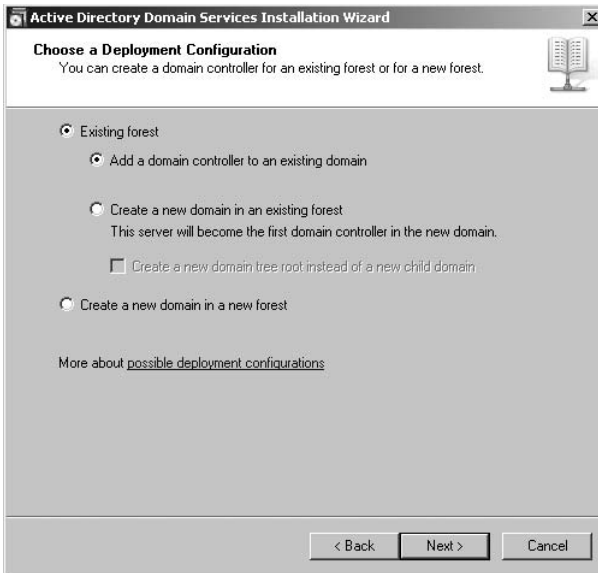 Active Directory Domain Services Installation Wizard
Choose a Deployment Configuration
You can create a domain controller for an existing forest or for a new forest.
Existing forest
Add a domain controller to an existing domain
Create a new domain in an existing forest
This server will become the first domain controller in the new domain.
Create a new domain tree root instead of a new child domain
Create a new domain in a new forest
More about possible deployment configurations
< Back Next > Cancel